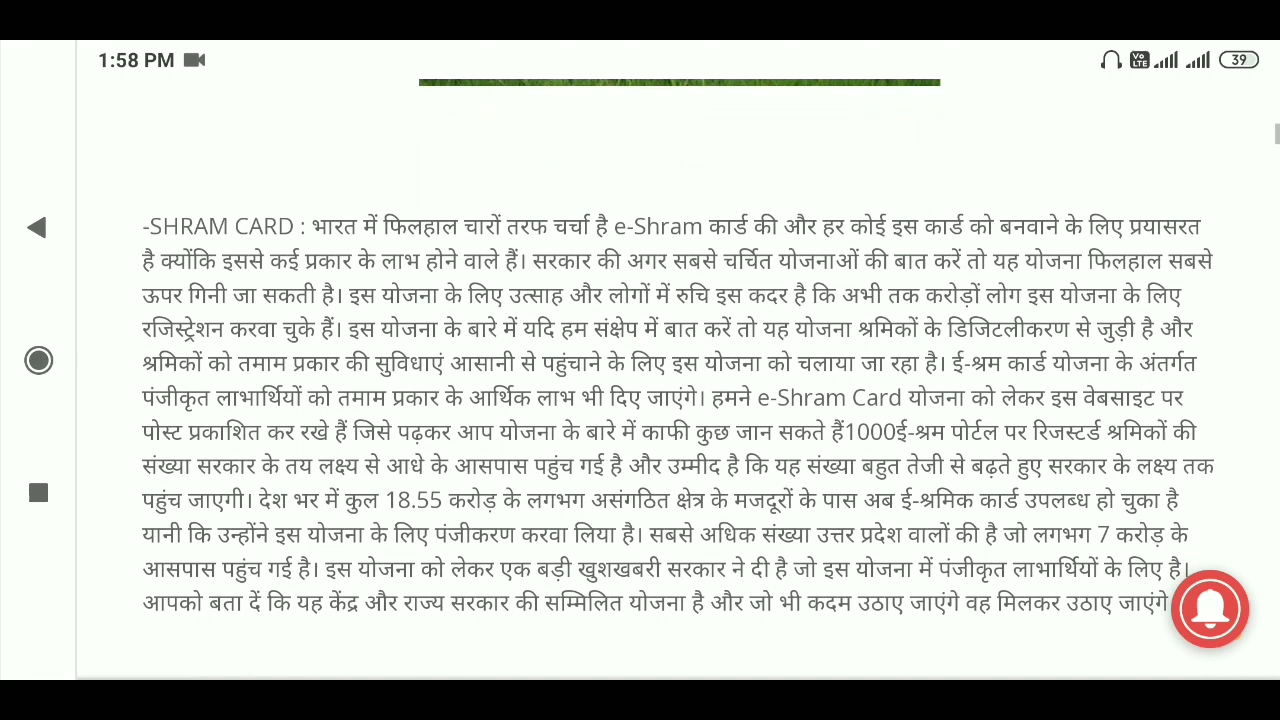 1:58 PM
Vo LTE
39
-SHRAM CARD : भारत में फिलहाल चारों तरफ चर्चा है e-Shram कार्ड की और हर कोई इस कार्ड को बनवाने के लिए प्रयासरत
है क्योंकि इससे कई प्रकार के लाभ होने वाले हैं। सरकार की अगर सबसे चर्चित योजनाओं की बात करें तो यह योजना फिलहाल सबसे
ऊपर गिनी जा सकती है। इस योजना के लिए उत्साह और लोगों में रुचि इस कदर है कि अभी तक करोड़ों लोग इस योजना के लिए
रजिस्ट्रेशन करवा चुके हैं। इस योजना के बारे में यदि हम संक्षेप में बात करें तो यह योजना श्रमिकों के डिजिटलीकरण से जुड़ी है और
श्रमिकों को तमाम प्रकार की सुविधाएं आसानी से पहुंचाने के लिए इस योजना को चलाया जा रहा है। ई-श्रम कार्ड योजना के अंतर्गत
पंजीकृत लाभार्थियों को तमाम प्रकार के आर्थिक लाभ भी दिए जाएंगे। हमने e-Shram Card योजना को लेकर इस वेबसाइट पर
पोस्ट प्रकाशित कर रखे हैं जिसे पढ़कर आप योजना के बारे में काफी कुछ जान सकते हैं1000ई-श्रम पोर्टल पर रिजस्टर्ड श्रमिकों की
संख्या सरकार के तय लक्ष्य से आधे के आसपास पहुंच गई है और उम्मीद है कि यह संख्या बहुत तेजी से बढ़ते हुए सरकार के लक्ष्य तक
पहुंच जाएगी। देश भर में कुल 18.55 करोड़ के लगभग असंगठित क्षेत्र के मजदूरों के पास अब ई-श्रमिक कार्ड उपलब्ध हो चुका है
यानी कि उन्होंने इस योजना के लिए पंजीकरण करवा लिया है। सबसे अधिक संख्या उत्तर प्रदेश वालों की है जो लगभग 7 करोड़ के
आसपास पहुंच गई है। इस योजना को लेकर एक बड़ी खुशखबरी सरकार ने दी है जो इस योजना में पंजीकृत लाभार्थियों के लिए है।
आपको बता दें कि यह केंद्र और राज्य सरकार की सम्मिलित योजना है और जो भी कदम उठाए जाएंगे वह मिलकर उठाए जाएंगे